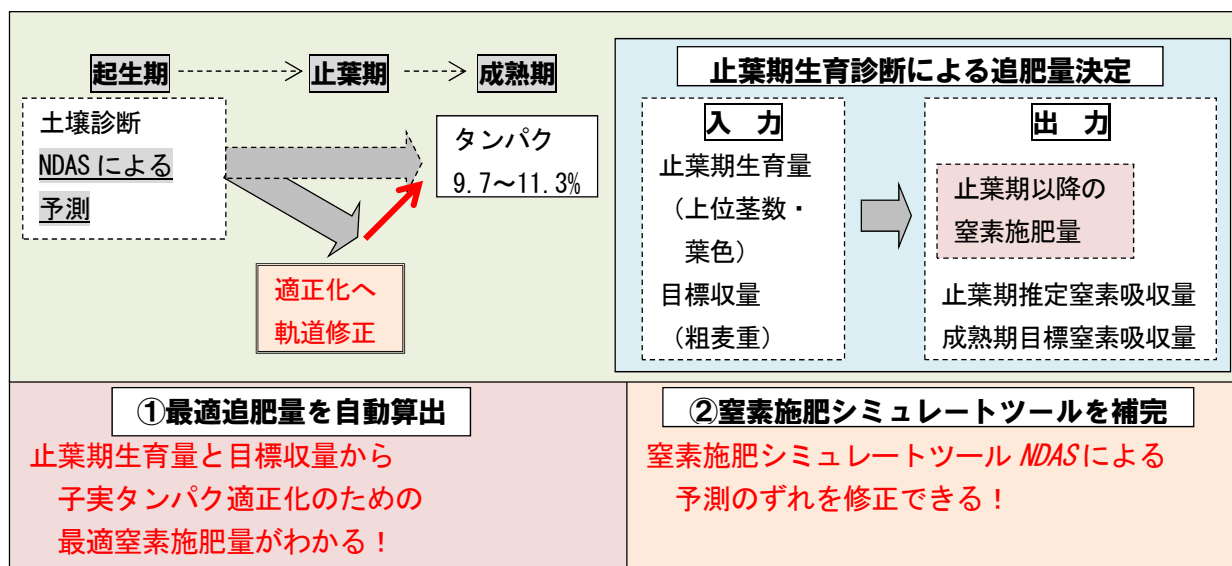 起生期 止葉期 成熟期
土壌診断
NDASによる
予測
タンパク
9.7～11.3%
適正化へ
軌道修正
止葉期生育診断による追肥量決定
入 力
止葉期生育量
（上位茎数・
葉色）
目標収量
（粗麦重）
出 力
止葉期以降の
窒素施肥量
止葉期推定窒素吸収量
成熟期目標窒素吸収量
①最適追肥量を自動算出
止葉期生育量と目標収量から
子実タンパク適正化のための
最適窒素施肥量がわかる！
②窒素施肥シミュレートツールを補完
窒素施肥シミュレートツールNDASによる
予測のずれを修正できる！